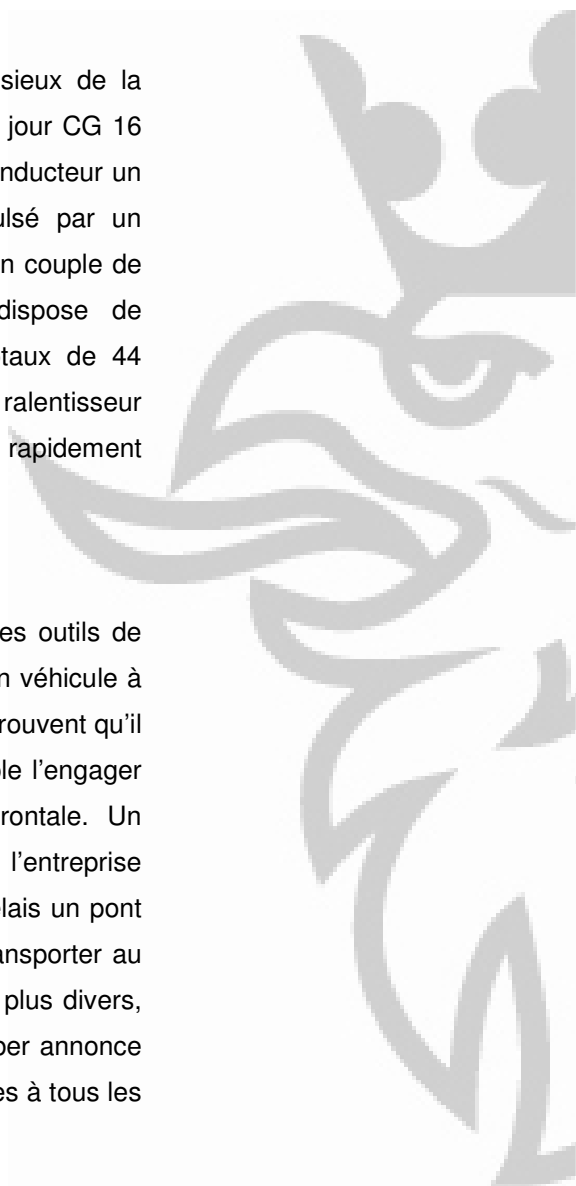 sieux de la
jour CG 16
nducteur un
ulsé par un
n couple de
dispose de
taux de 44
ralentisseur
rapidement
es outils de
n véhicule à
rouvent qu'il
le l'engager
rontale. Un
l'entreprise
elais un pont
ansporter au
plus divers,
ber annonce
es à tous les